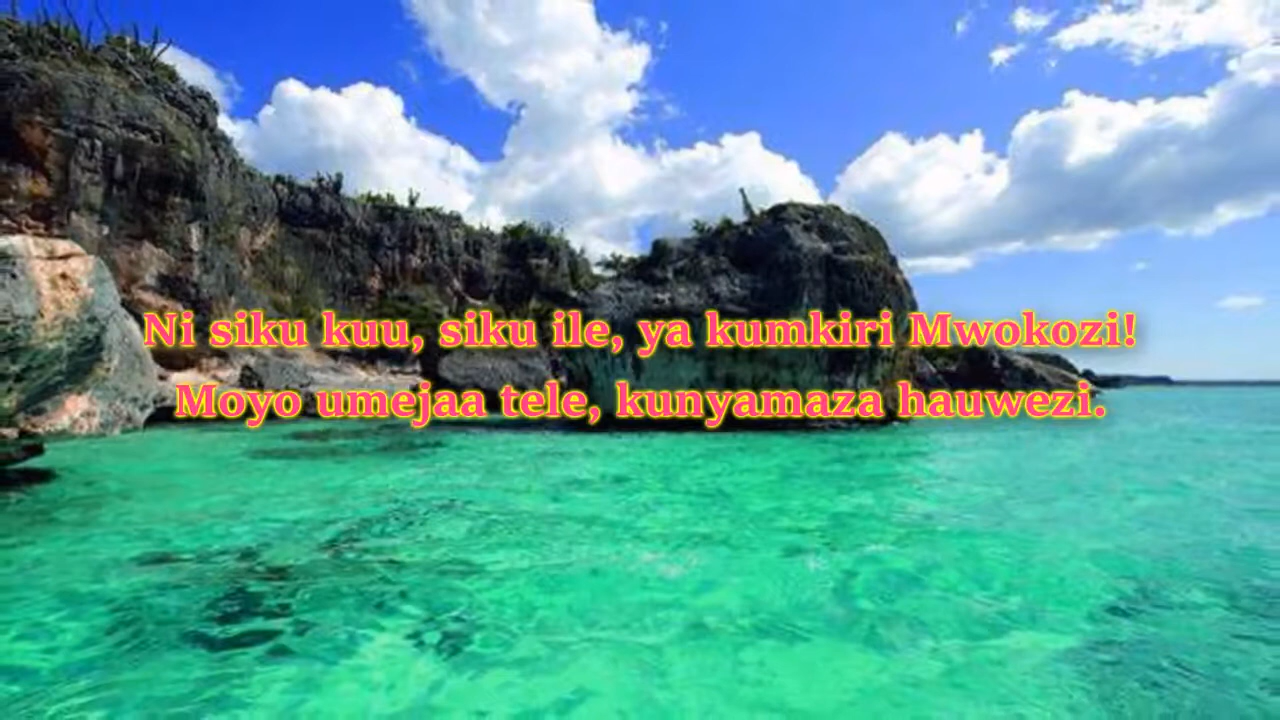 Ni siku kuu, siku ile, ya kumkiri Mwokozi!
Moyo umejaa tele, kunyamaza hauwezi.